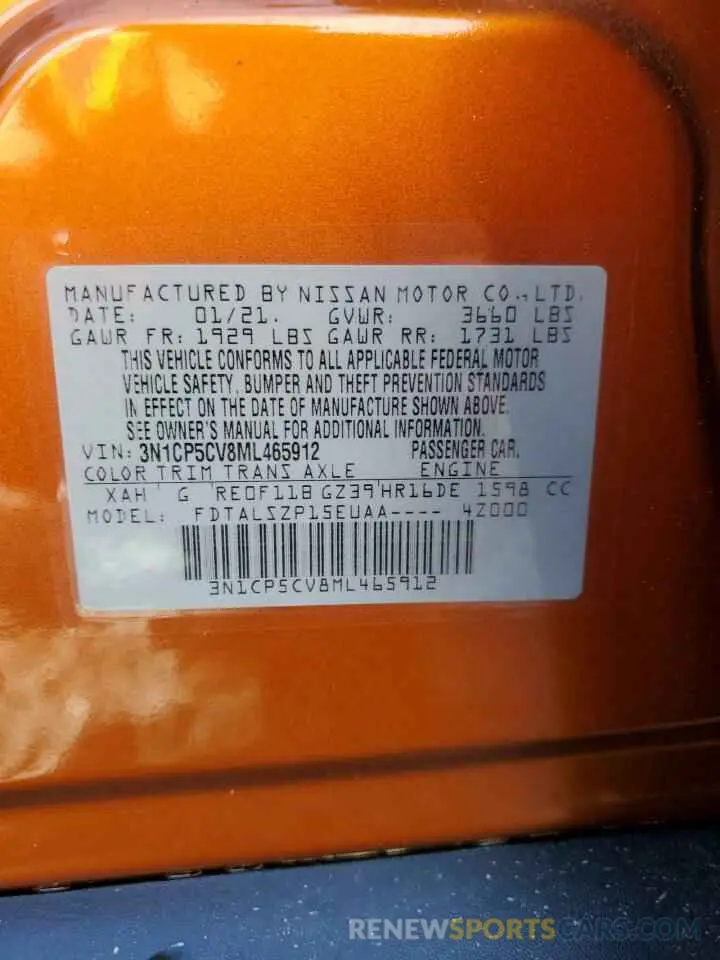 MANUFACTURED BY NISSAN MOTOR CO.,LTD.
DATE: 01/21. GVWR: 3660 LBS
GAWR FR: 1929 LBS GAWR RR: 1731 LBS
THIS VEHICLE CONFORMS TO ALL APPLICABLE FEDERAL MOTOR
VEHICLE SAFETY, BUMPER AND THEFT PREVENTION STANDARDS
IN EFFECT ON THE DATE OF MANUFACTURE SHOWN ABOVE.
SEE OWNER'S MANUAL FOR ADDITIONAL INFORMATION.
VIN: 3N1CP5CV8ML465912 PASSENGER CAR.
COLOR TRIM TRANS AXLE ENGINE
XAH G RE0F11B GZ39 HR16DE 1598 CC
MODEL: FDTALSZP15EUAA---- 4Z000
3N1CP5CV8ML465912
RENEWSPORTSCARS.COM